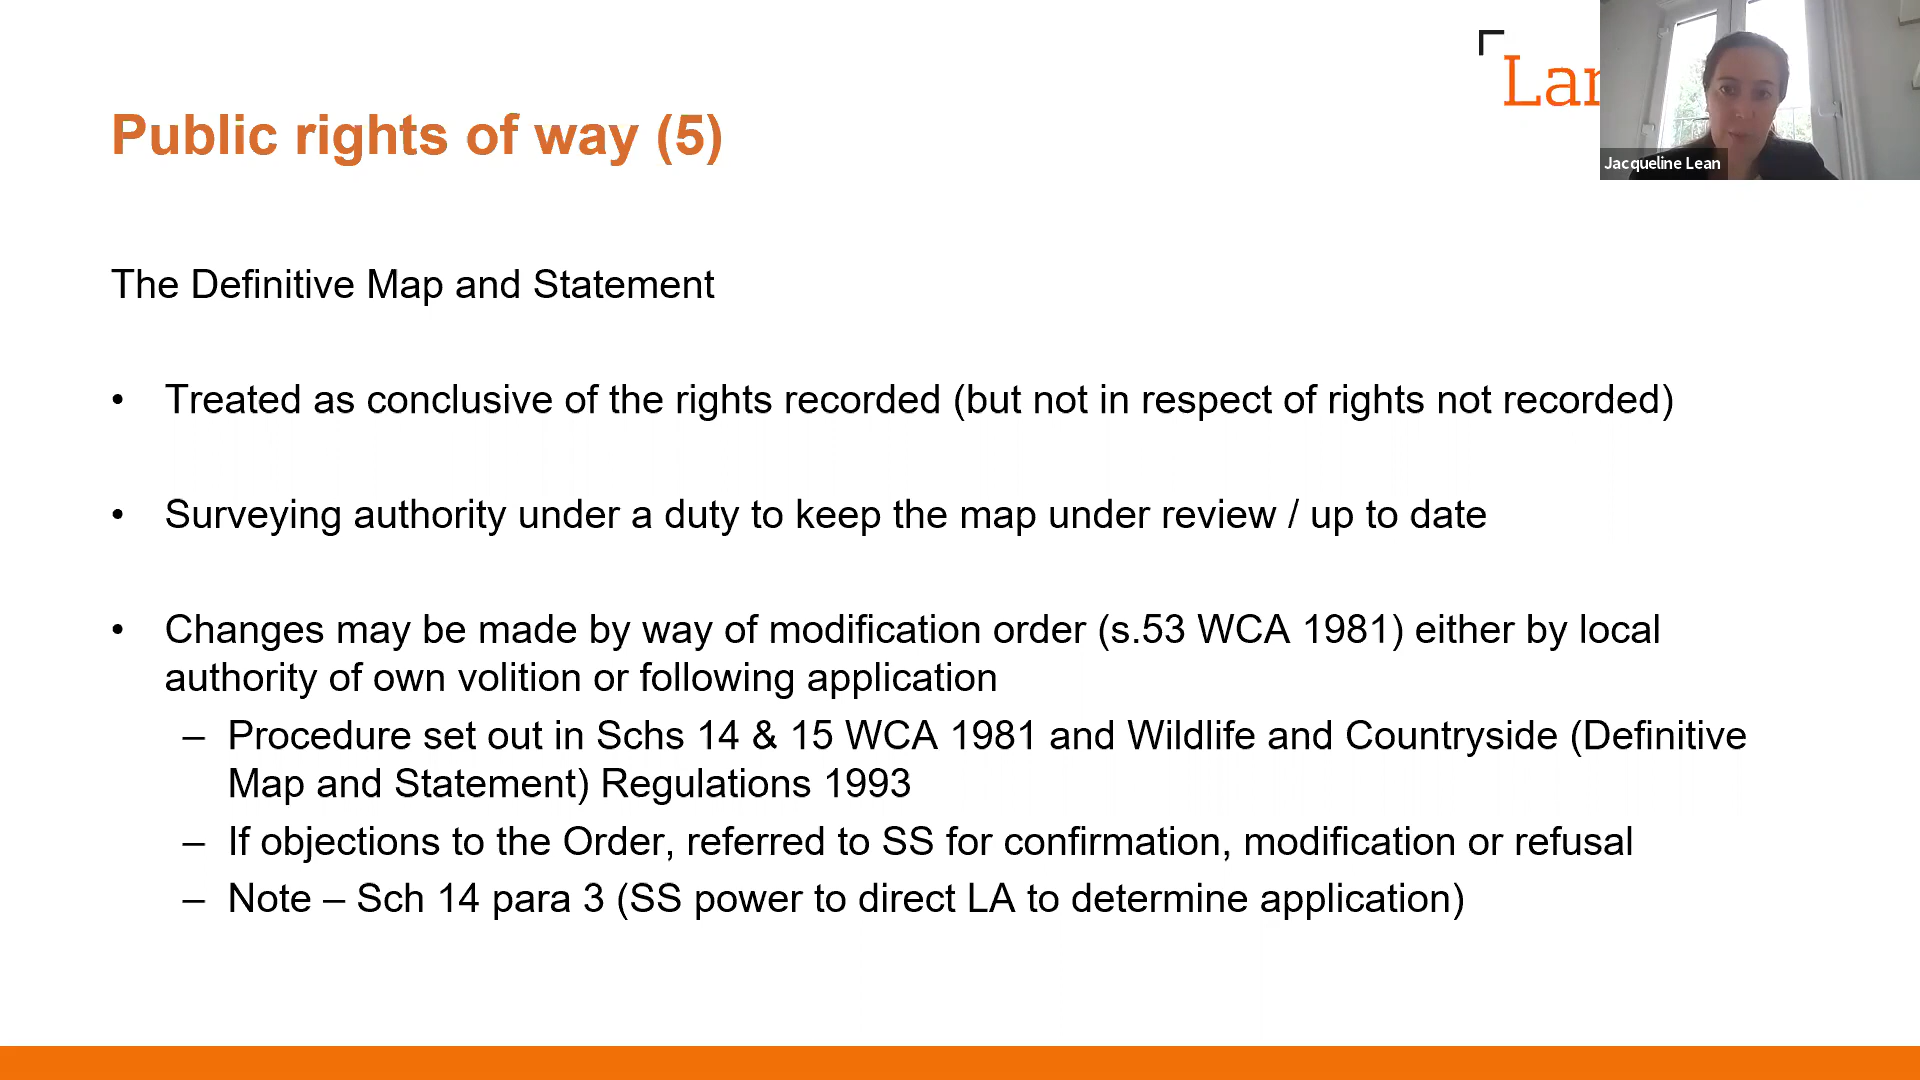 Public rights of way (5)
Lar
Jacqueline Lean
The Definitive Map and Statement
• Treated as conclusive of the rights recorded (but not in respect of rights not recorded)
• Surveying authority under a duty to keep the map under review / up to date
• Changes may be made by way of modification order (s.53 WCA 1981) either by local
authority of own volition or following application
– Procedure set out in Schs 14 & 15 WCA 1981 and Wildlife and Countryside (Definitive
Map and Statement) Regulations 1993
– If objections to the Order, referred to SS for confirmation, modification or refusal
– Note – Sch 14 para 3 (SS power to direct LA to determine application)